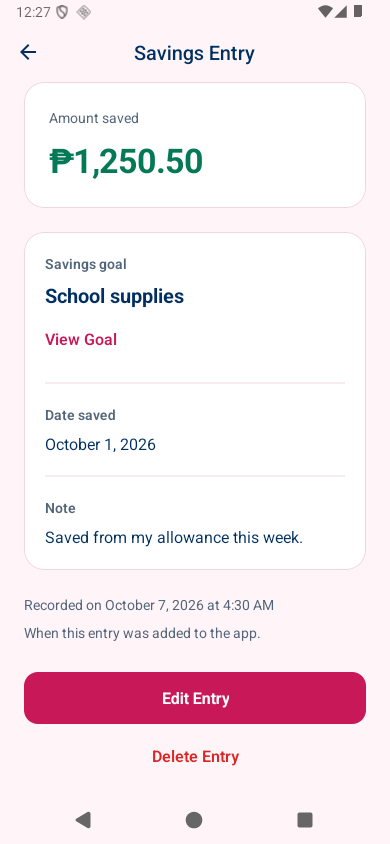 12:27
Savings Entry
Amount saved
₱1,250.50
Savings goal
School supplies
View Goal
Date saved
October 1, 2026
Note
Saved from my allowance this week.
Recorded on October 7, 2026 at 4:30 AM
When this entry was added to the app.
Edit Entry
Delete Entry